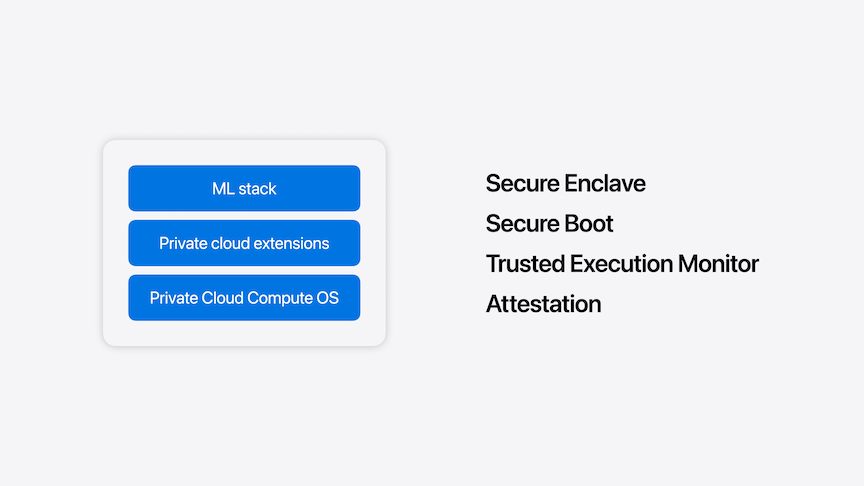 ML stack
Private cloud extensions
Private Cloud Compute OS
Secure Enclave
Secure Boot
Trusted Execution Monitor
Attestation